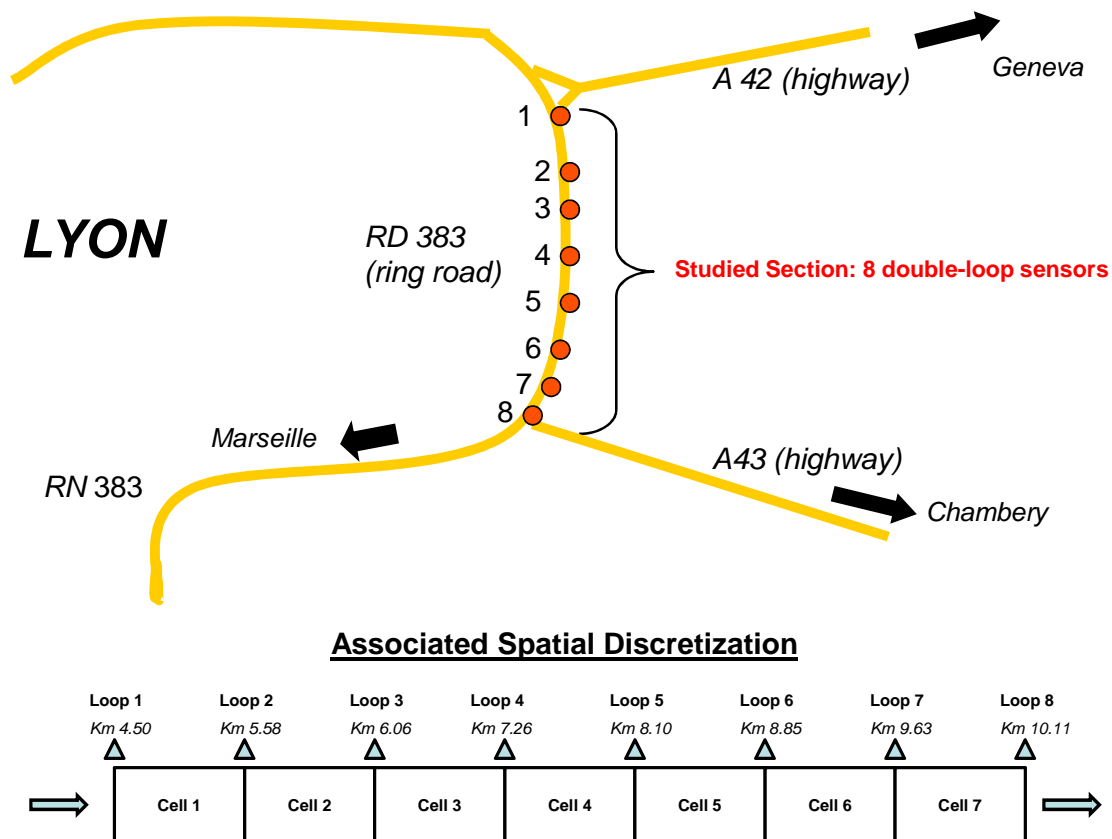 A 42 (highway)
Geneva
1
2
3
4
5
6
7
8
LYON
RD 383
(ring road)
Studied Section: 8 double-loop sensors
Marseille
RN 383
A43 (highway)
Chambery
Associated Spatial Discretization
Loop 1 Loop 2 Loop 3 Loop 4 Loop 5 Loop 6 Loop 7 Loop 8
Km 4.50 Km 5.58 Km 6.06 Km 7.26 Km 8.10 Km 8.85 Km 9.63 Km 10.11
Cell 1 Cell 2 Cell 3 Cell 4 Cell 5 Cell 6 Cell 7